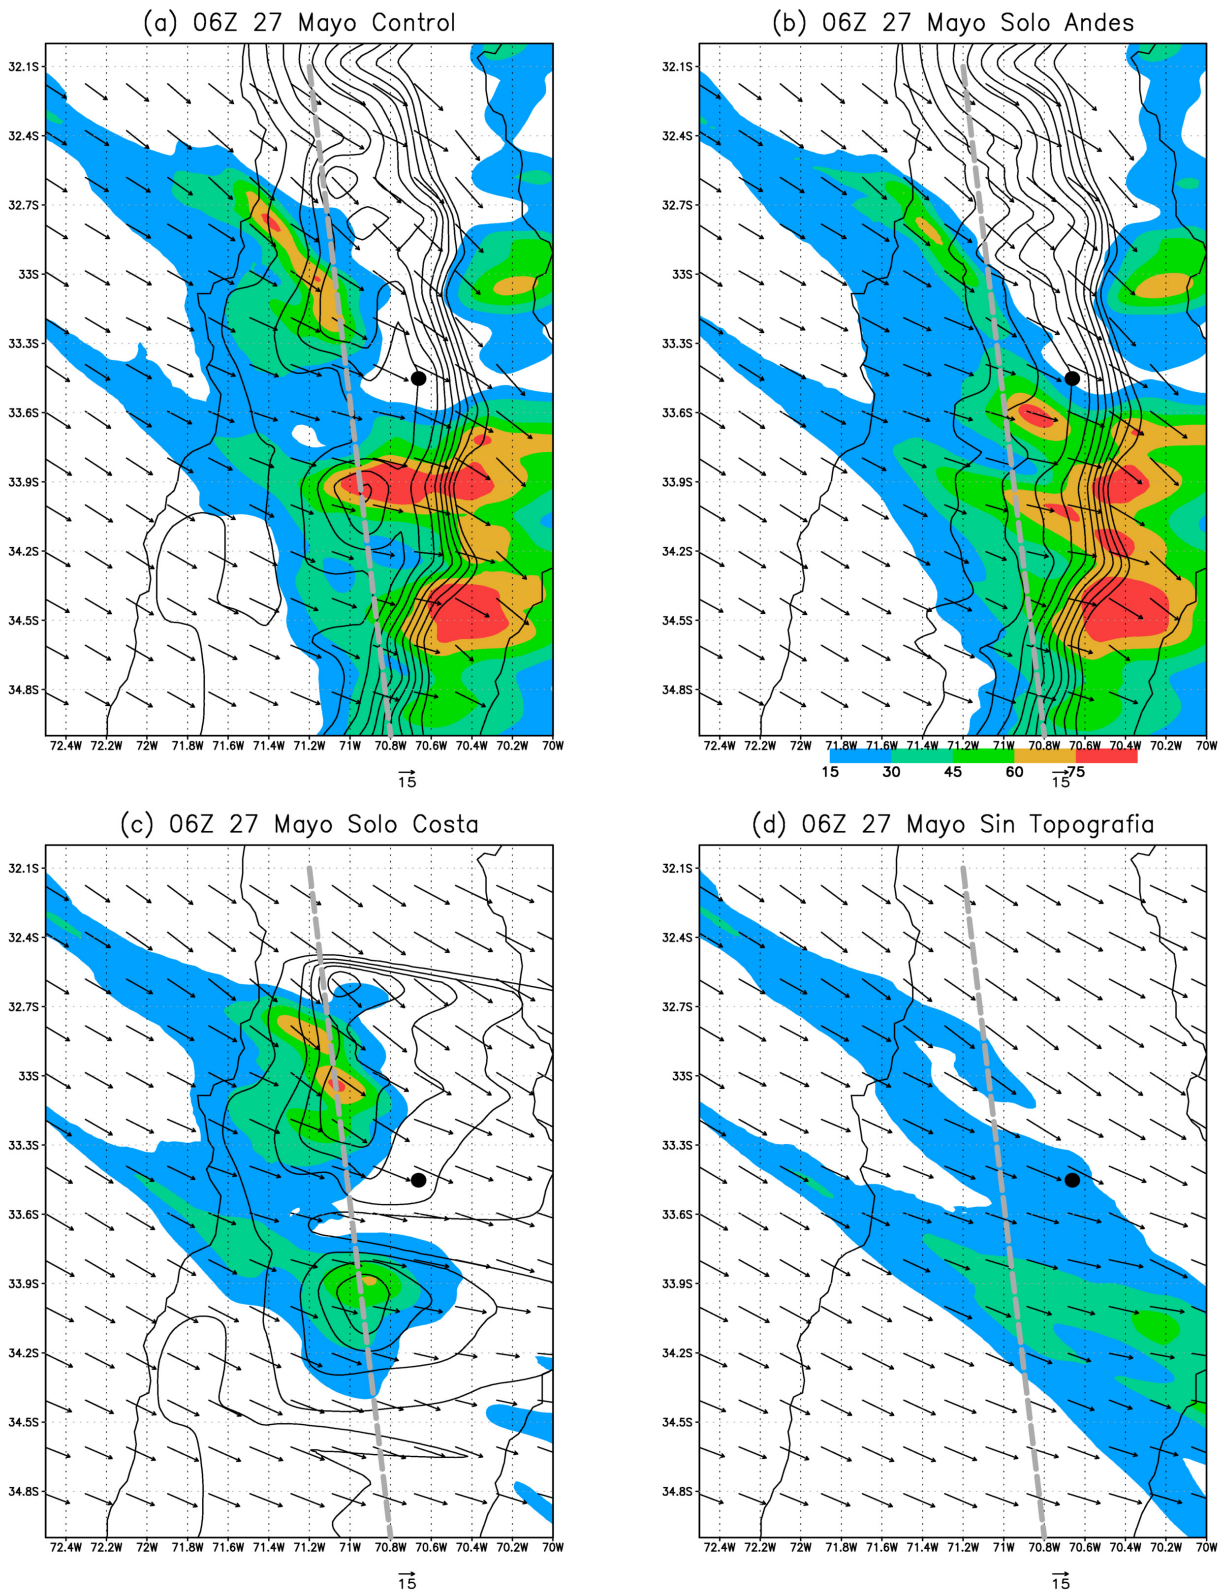 (a) 06Z 27 Mayo Control
32.1S
32.4S
32.7S
33S
33.3S
33.6S
33.9S
34.2S
34.5S
34.8S
72.4W 72.2W 72W 71.8W 71.6W 71.4W 71.2W 71W 70.8W 70.6W 70.4W 70.2W 70W
15
(b) 06Z 27 Mayo Solo Andes
32.1S
32.4S
32.7S
33S
33.3S
33.6S
33.9S
34.2S
34.5S
34.8S
72.4W 72.2W 72W 71.8W 71.6W 71.4W 71.2W 71W 70.8W 70.6W 70.4W 70.2W 70W
15 30 45 60 75
15
(c) 06Z 27 Mayo Solo Costa
32.1S
32.4S
32.7S
33S
33.3S
33.6S
33.9S
34.2S
34.5S
34.8S
72.4W 72.2W 72W 71.8W 71.6W 71.4W 71.2W 71W 70.8W 70.6W 70.4W 70.2W 70W
15
(d) 06Z 27 Mayo Sin Topografia
32.1S
32.4S
32.7S
33S
33.3S
33.6S
33.9S
34.2S
34.5S
34.8S
72.4W 72.2W 72W 71.8W 71.6W 71.4W 71.2W 71W 70.8W 70.6W 70.4W 70.2W 70W
15